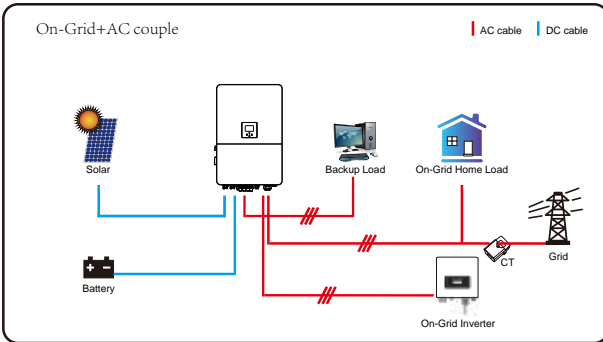 On-Grid+AC couple
AC cable
DC cable
Solar
Backup Load
On-Grid Home Load
CT
Grid
Battery
On-Grid Inverter